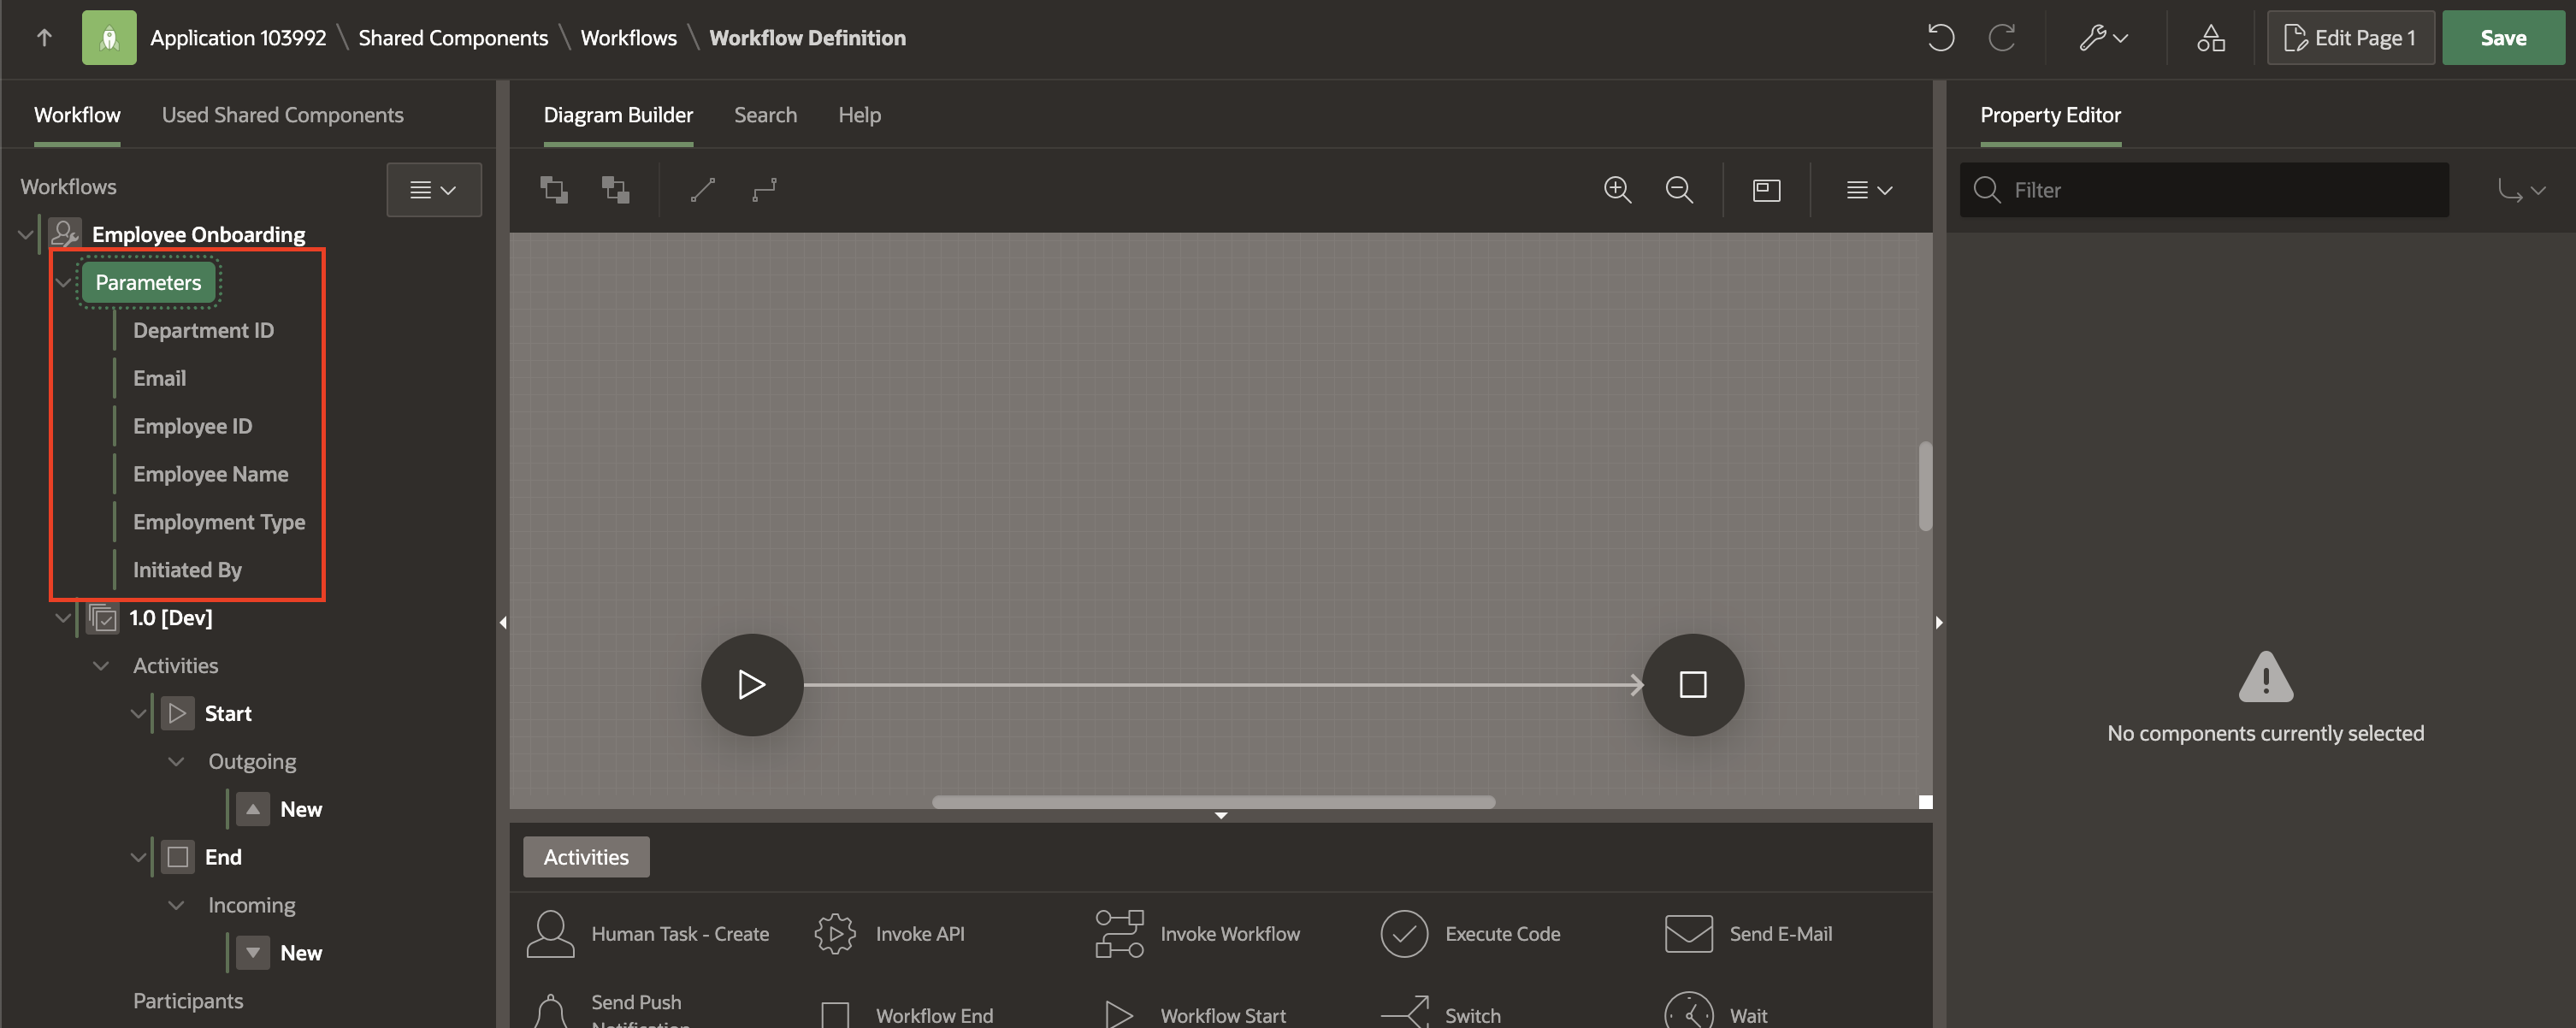 Application 103992 \ Shared Components \ Workflows \ Workflow Definition
Edit Page 1
Save
Workflow
Used Shared Components
Workflows
Employee Onboarding
Parameters
Department ID
Email
Employee ID
Employee Name
Employment Type
Initiated By
1.0 [Dev]
Activities
Start
Outgoing
New
End
Incoming
New
Participants
Diagram Builder
Search
Help
Activities
Human Task - Create
Invoke API
Invoke Workflow
Execute Code
Send E-Mail
Send Push
Notification
Workflow End
Workflow Start
Switch
Wait
Property Editor
Filter
No components currently selected